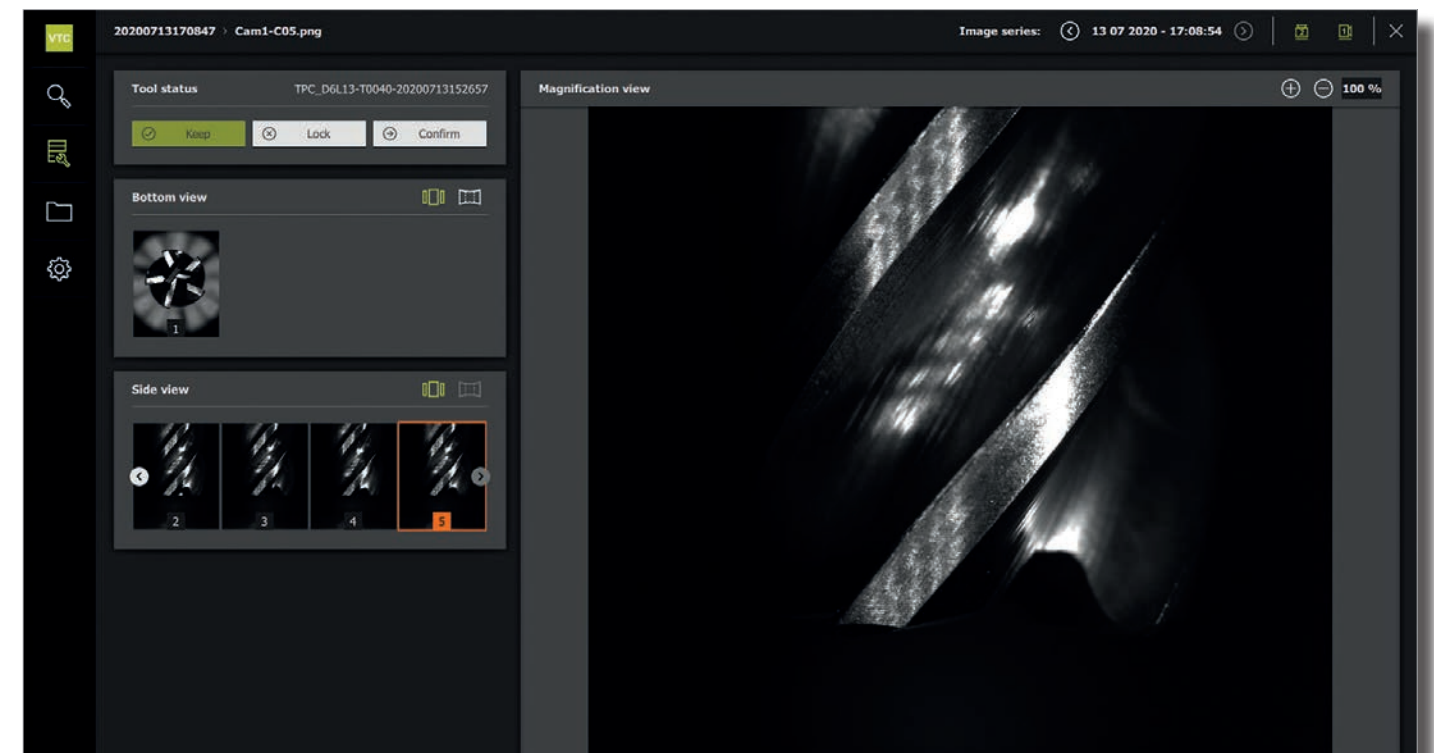 VTC
20200713170847 > Cam1-C05.png
Image series: 13 07 2020 - 17:08:54
Tool status TPC_D6L13-T0040-20200713152657
Keep Lock Confirm
Bottom view
1
Side view
2 3 4 5
Magnification view 100 %